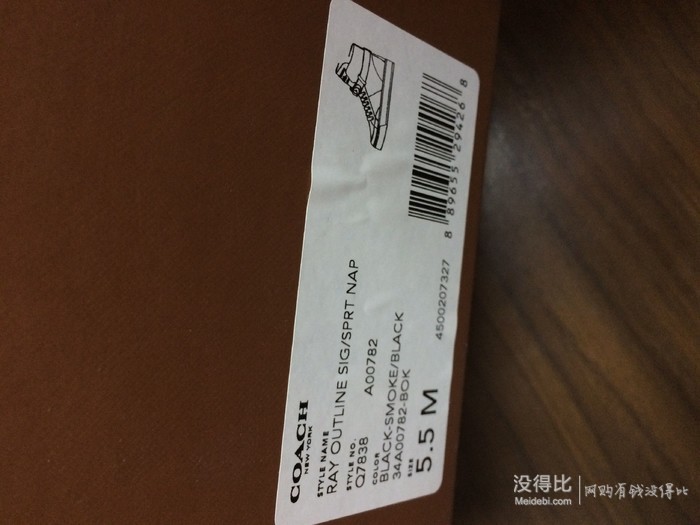 COACH
NEW YORK
STYLE NAME
RAY OUTLINE SIG/SPRT NAP
STYLE NO.
Q7838 A00782
COLOR
BLACK-SMOKE/BLACK
34A00782-BOK
SIZE
5.5 M
4500207327
8 89655 29426 8
没得比
Meidebi.com
网购有钱没得比